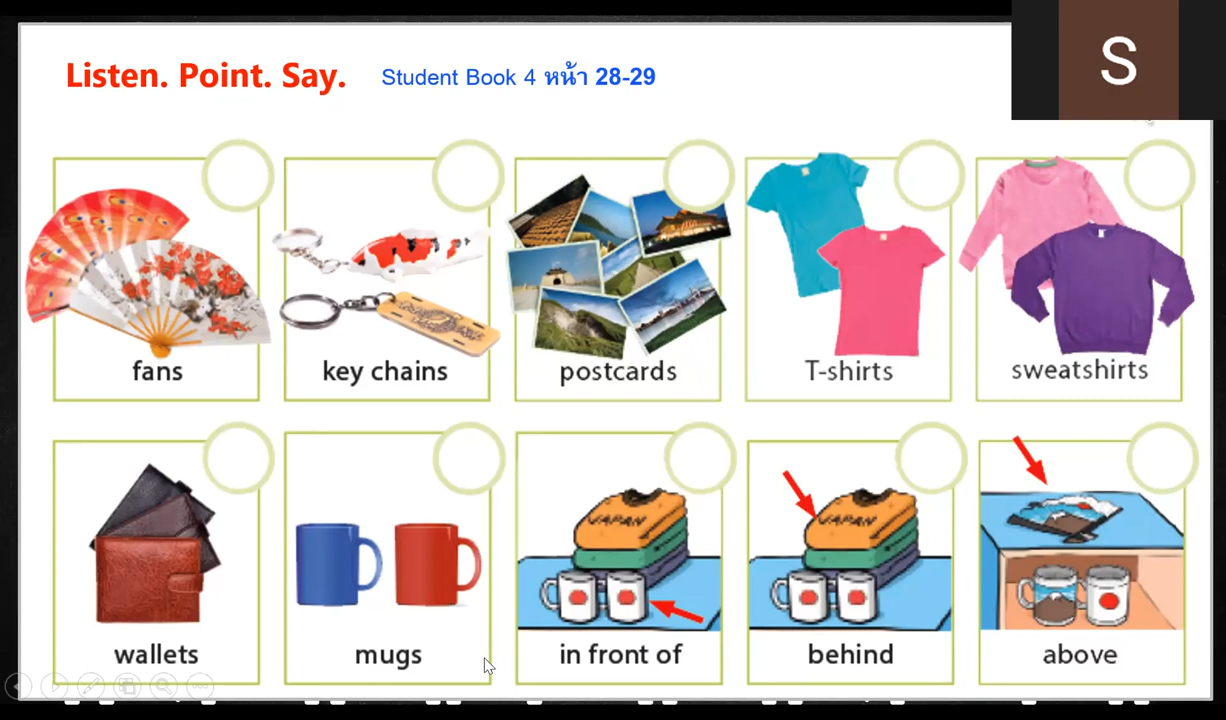 S
Listen. Point. Say. Student Book 4 หน้า 28-29
fans key chains postcards T-shirts sweatshirts
JAPAN JAPAN
wallets mugs in front of behind above